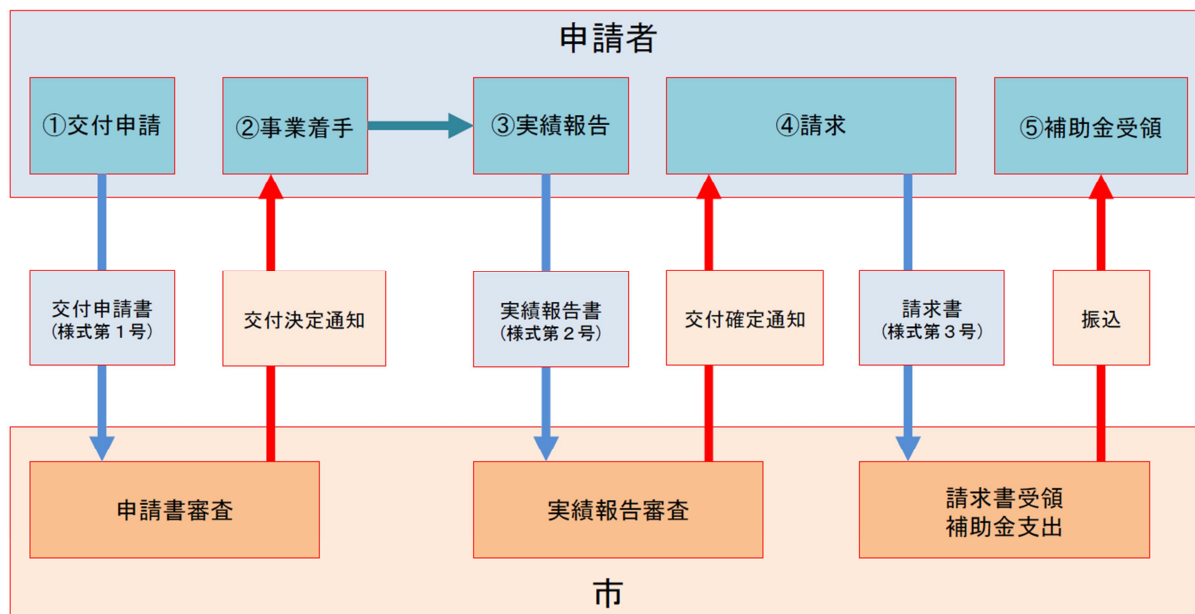 申請者
①交付申請
②事業着手
③実績報告
④請求
⑤補助金受領
交付申請書
(様式第１号)
交付決定通知
実績報告書
(様式第２号)
交付確定通知
請求書
(様式第３号)
振込
申請書審査
実績報告審査
請求書受領
補助金支出
市